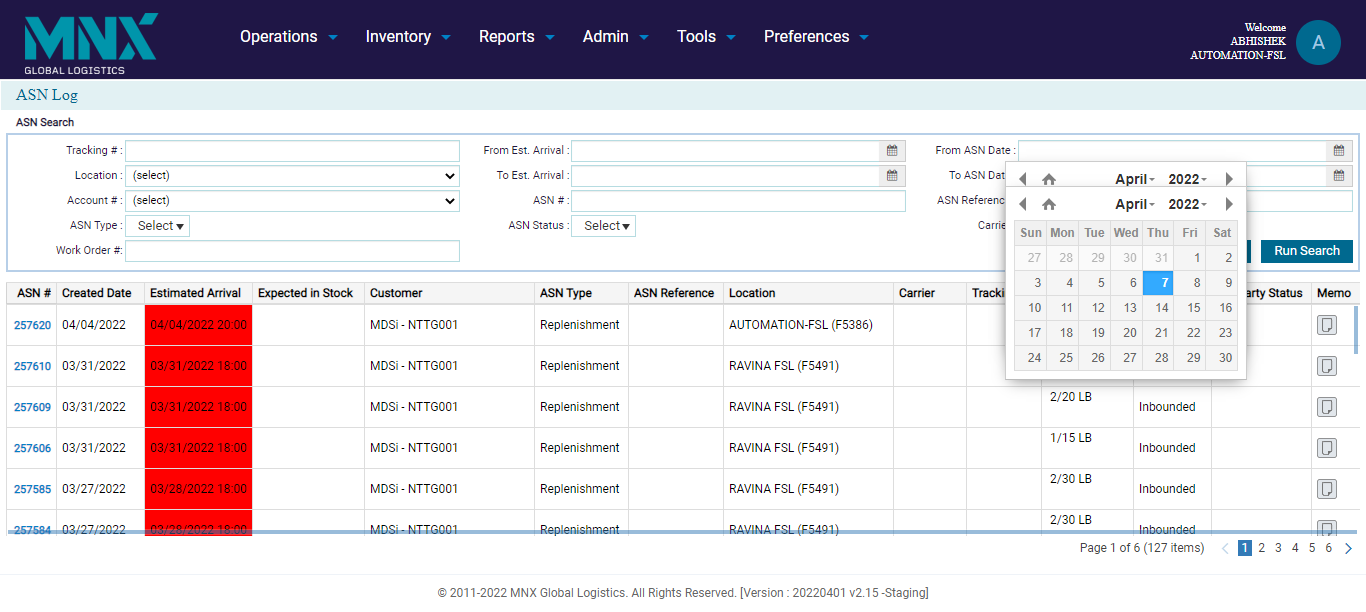 MNX
GLOBAL LOGISTICS
Operations Inventory Reports Admin Tools Preferences
Welcome
ABHISHEK
AUTOMATION-FSL
A
ASN Log
ASN Search
Tracking # : From Est. Arrival : From ASN Date :
Location : (select) To Est. Arrival : To ASN Dat
Account # : (select) ASN # : ASN Referenc
ASN Type : Select ASN Status : Select Carrie
Work Order #: Run Search
April 2022
April 2022
Sun Mon Tue Wed Thu Fri Sat
27 28 29 30 31 1 2
3 4 5 6 7 8 9
10 11 12 13 14 15 16
17 18 19 20 21 22 23
24 25 26 27 28 29 30
ASN # Created Date Estimated Arrival Expected in Stock Customer ASN Type ASN Reference Location Carrier Tracki arty Status Memo
257620 04/04/2022 04/04/2022 20:00 MDSi - NTTG001 Replenishment AUTOMATION-FSL (F5386)
257610 03/31/2022 03/31/2022 18:00 MDSi - NTTG001 Replenishment RAVINA FSL (F5491)
257609 03/31/2022 03/31/2022 18:00 MDSi - NTTG001 Replenishment RAVINA FSL (F5491) 2/20 LB Inbounded
257606 03/31/2022 03/31/2022 18:00 MDSi - NTTG001 Replenishment RAVINA FSL (F5491) 1/15 LB Inbounded
257585 03/27/2022 03/28/2022 18:00 MDSi - NTTG001 Replenishment RAVINA FSL (F5491) 2/30 LB Inbounded
257584 03/27/2022 03/28/2022 18:00 MDSi - NTTG001 Replenishment RAVINA FSL (F5491) 2/30 LB Inbounded
Page 1 of 6 (127 items) 1 2 3 4 5 6
© 2011-2022 MNX Global Logistics. All Rights Reserved. [Version : 20220401 v2.15 -Staging]